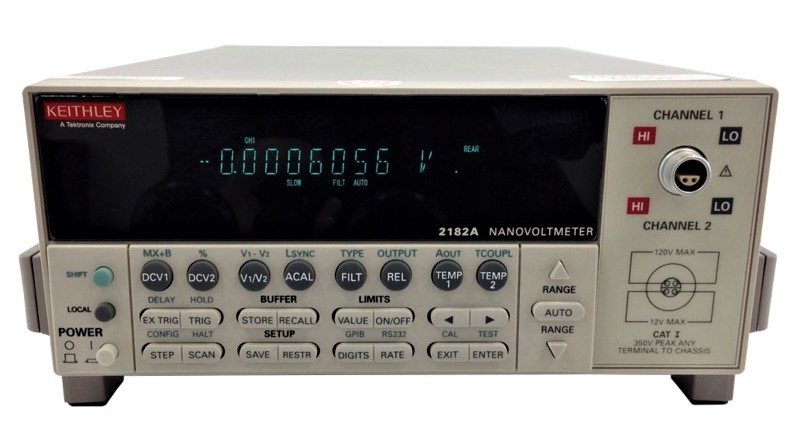 KEITHLEY
A Tektronix Company
CH1
REAR
-0.0006056 V
SLOW FILT AUTO
2182A NANOVOLTMETER
CHANNEL 1
HI LO
HI LO
CHANNEL 2
120V MAX
12V MAX
CAT I
350V PEAK ANY
TERMINAL TO CHASSIS
MX+B % V1 - V2 LSYNC TYPE OUTPUT AOUT TCOUPL
SHIFT DCV1 DCV2 V1/V2 ACAL FILT REL TEMP 1 TEMP 2
DELAY HOLD BUFFER LIMITS
LOCAL EX TRIG TRIG STORE RECALL VALUE ON/OFF ◄ ►
POWER
O I
CONFIG HALT SETUP GPIB RS232 CAL TEST
STEP SCAN SAVE RESTR DIGITS RATE EXIT ENTER
RANGE
AUTO
RANGE